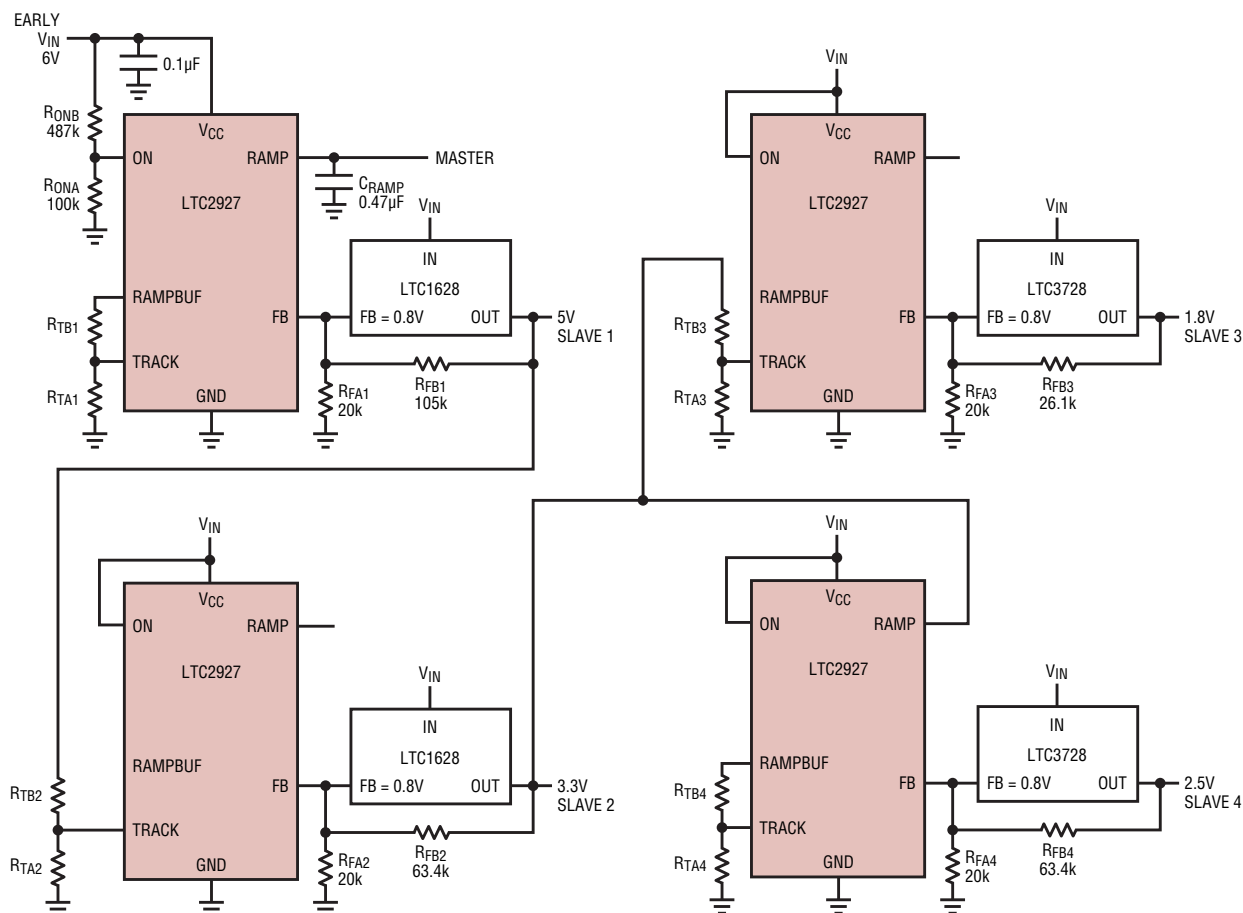 EARLY
VIN
6V
0.1µF
RONB
487k
RONA
100k
VCC
ON
RAMP
MASTER
CRAMP
0.47µF
LTC2927
VIN
IN
LTC1628
FB = 0.8V
OUT
5V
SLAVE 1
RAMPBUF
FB
RTB1
TRACK
RTA1
GND
RFA1
20k
RFB1
105k
VIN
VCC
ON
RAMP
LTC2927
VIN
IN
LTC3728
FB = 0.8V
OUT
1.8V
SLAVE 3
RAMPBUF
FB
RTB3
TRACK
RTA3
GND
RFA3
20k
RFB3
26.1k
VIN
VCC
ON
RAMP
LTC2927
VIN
IN
LTC1628
FB = 0.8V
OUT
3.3V
SLAVE 2
RAMPBUF
FB
RTB2
TRACK
RTA2
GND
RFA2
20k
RFB2
63.4k
VIN
VCC
ON
RAMP
LTC2927
VIN
IN
LTC3728
FB = 0.8V
OUT
2.5V
SLAVE 4
RAMPBUF
FB
RTB4
TRACK
RTA4
GND
RFA4
20k
RFB4
63.4k